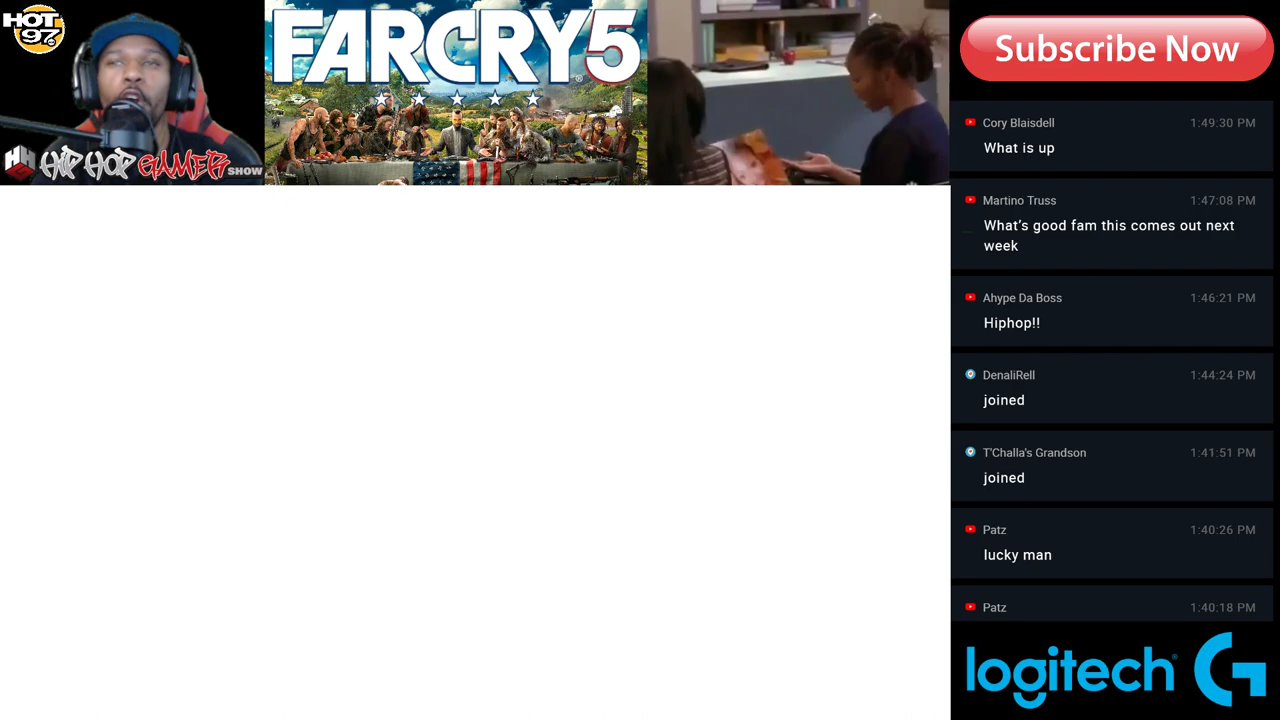 HOT
97
HIP HOP GAMER SHOW
FARCRY5
Subscribe Now
Cory Blaisdell 1:49:30 PM
What is up
Martino Truss 1:47:08 PM
What's good fam this comes out next
week
Ahype Da Boss 1:46:21 PM
Hiphop!!
DenaliRell 1:44:24 PM
joined
T'Challa's Grandson 1:41:51 PM
joined
Patz 1:40:26 PM
lucky man
Patz 1:40:18 PM
logitech G